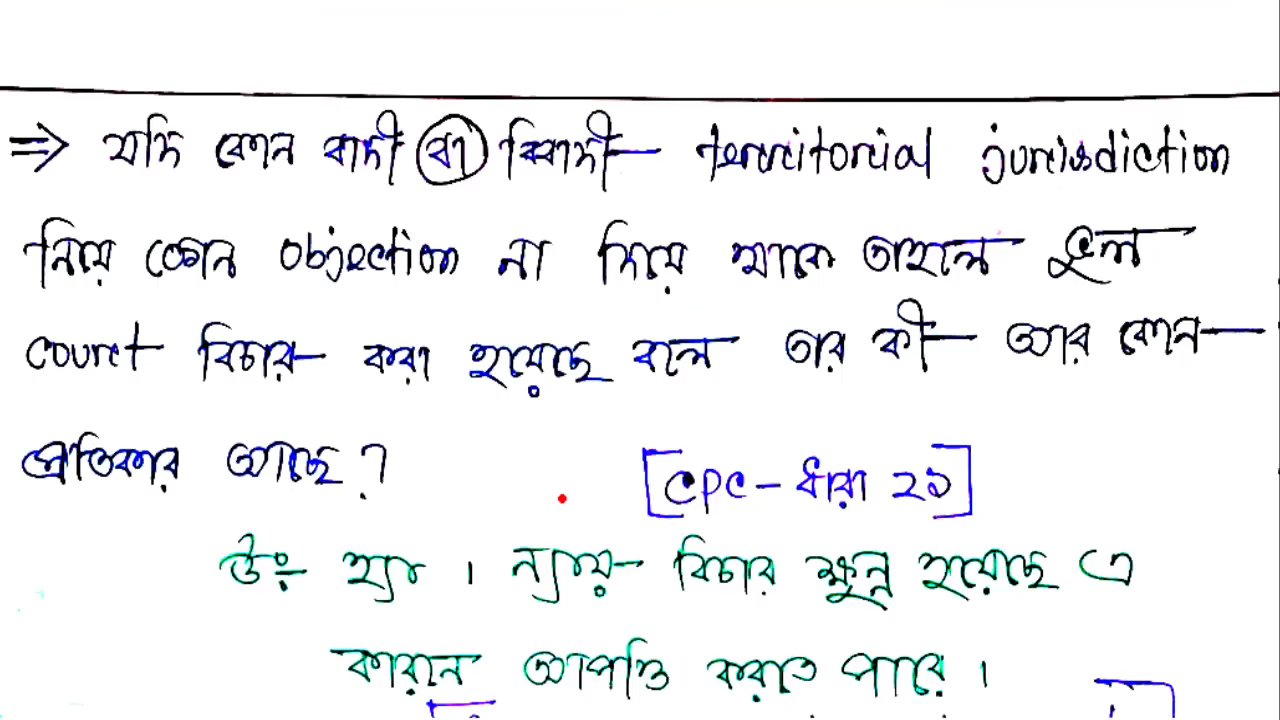 ⇒ যদি কোন বাদী বা বিবাদী territorial jurisdiction
নিয়ে কোন objection না দিয়ে থাকে তাহলে ভুল
court বিচার করা হয়েছে বলে তার কী আর কোন
প্রতিকার আছে?
[CPC - ধারা ২১]
উঃ হ্যা । ন্যায় বিচার ক্ষুন্ন হয়েছে এ
কারনে আপত্তি করতে পারে ।